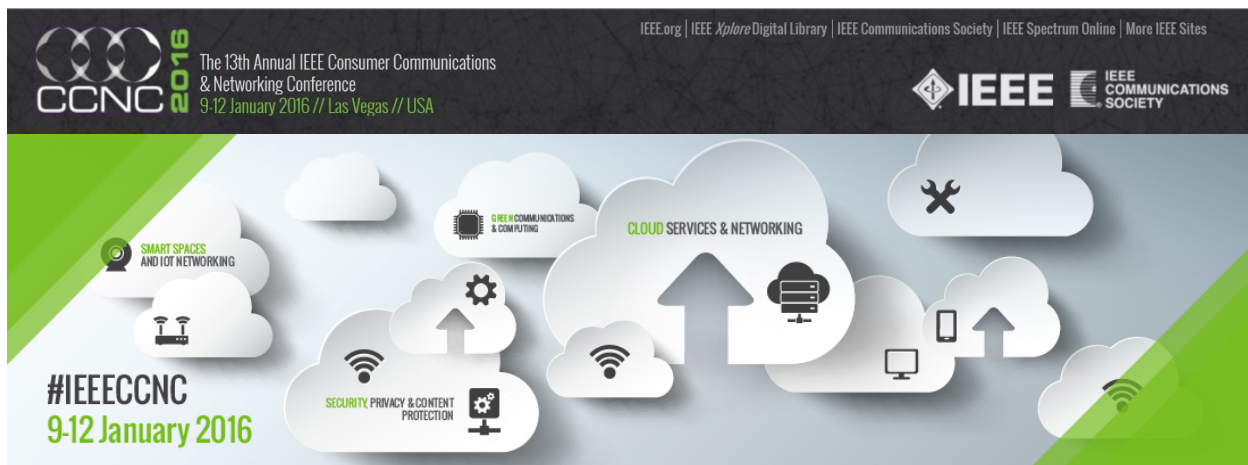 IEEE.org | IEEE Xplore Digital Library | IEEE Communications Society | IEEE Spectrum Online | More IEEE Sites
CCNC 2016
The 13th Annual IEEE Consumer Communications
& Networking Conference
9-12 January 2016 // Las Vegas // USA
IEEE
IEEE
COMMUNICATIONS
SOCIETY
GREEN COMMUNICATIONS
& COMPUTING
CLOUD SERVICES & NETWORKING
SMART SPACES
AND IOT NETWORKING
SECURITY, PRIVACY & CONTENT
PROTECTION
#IEEECCNC
9-12 January 2016